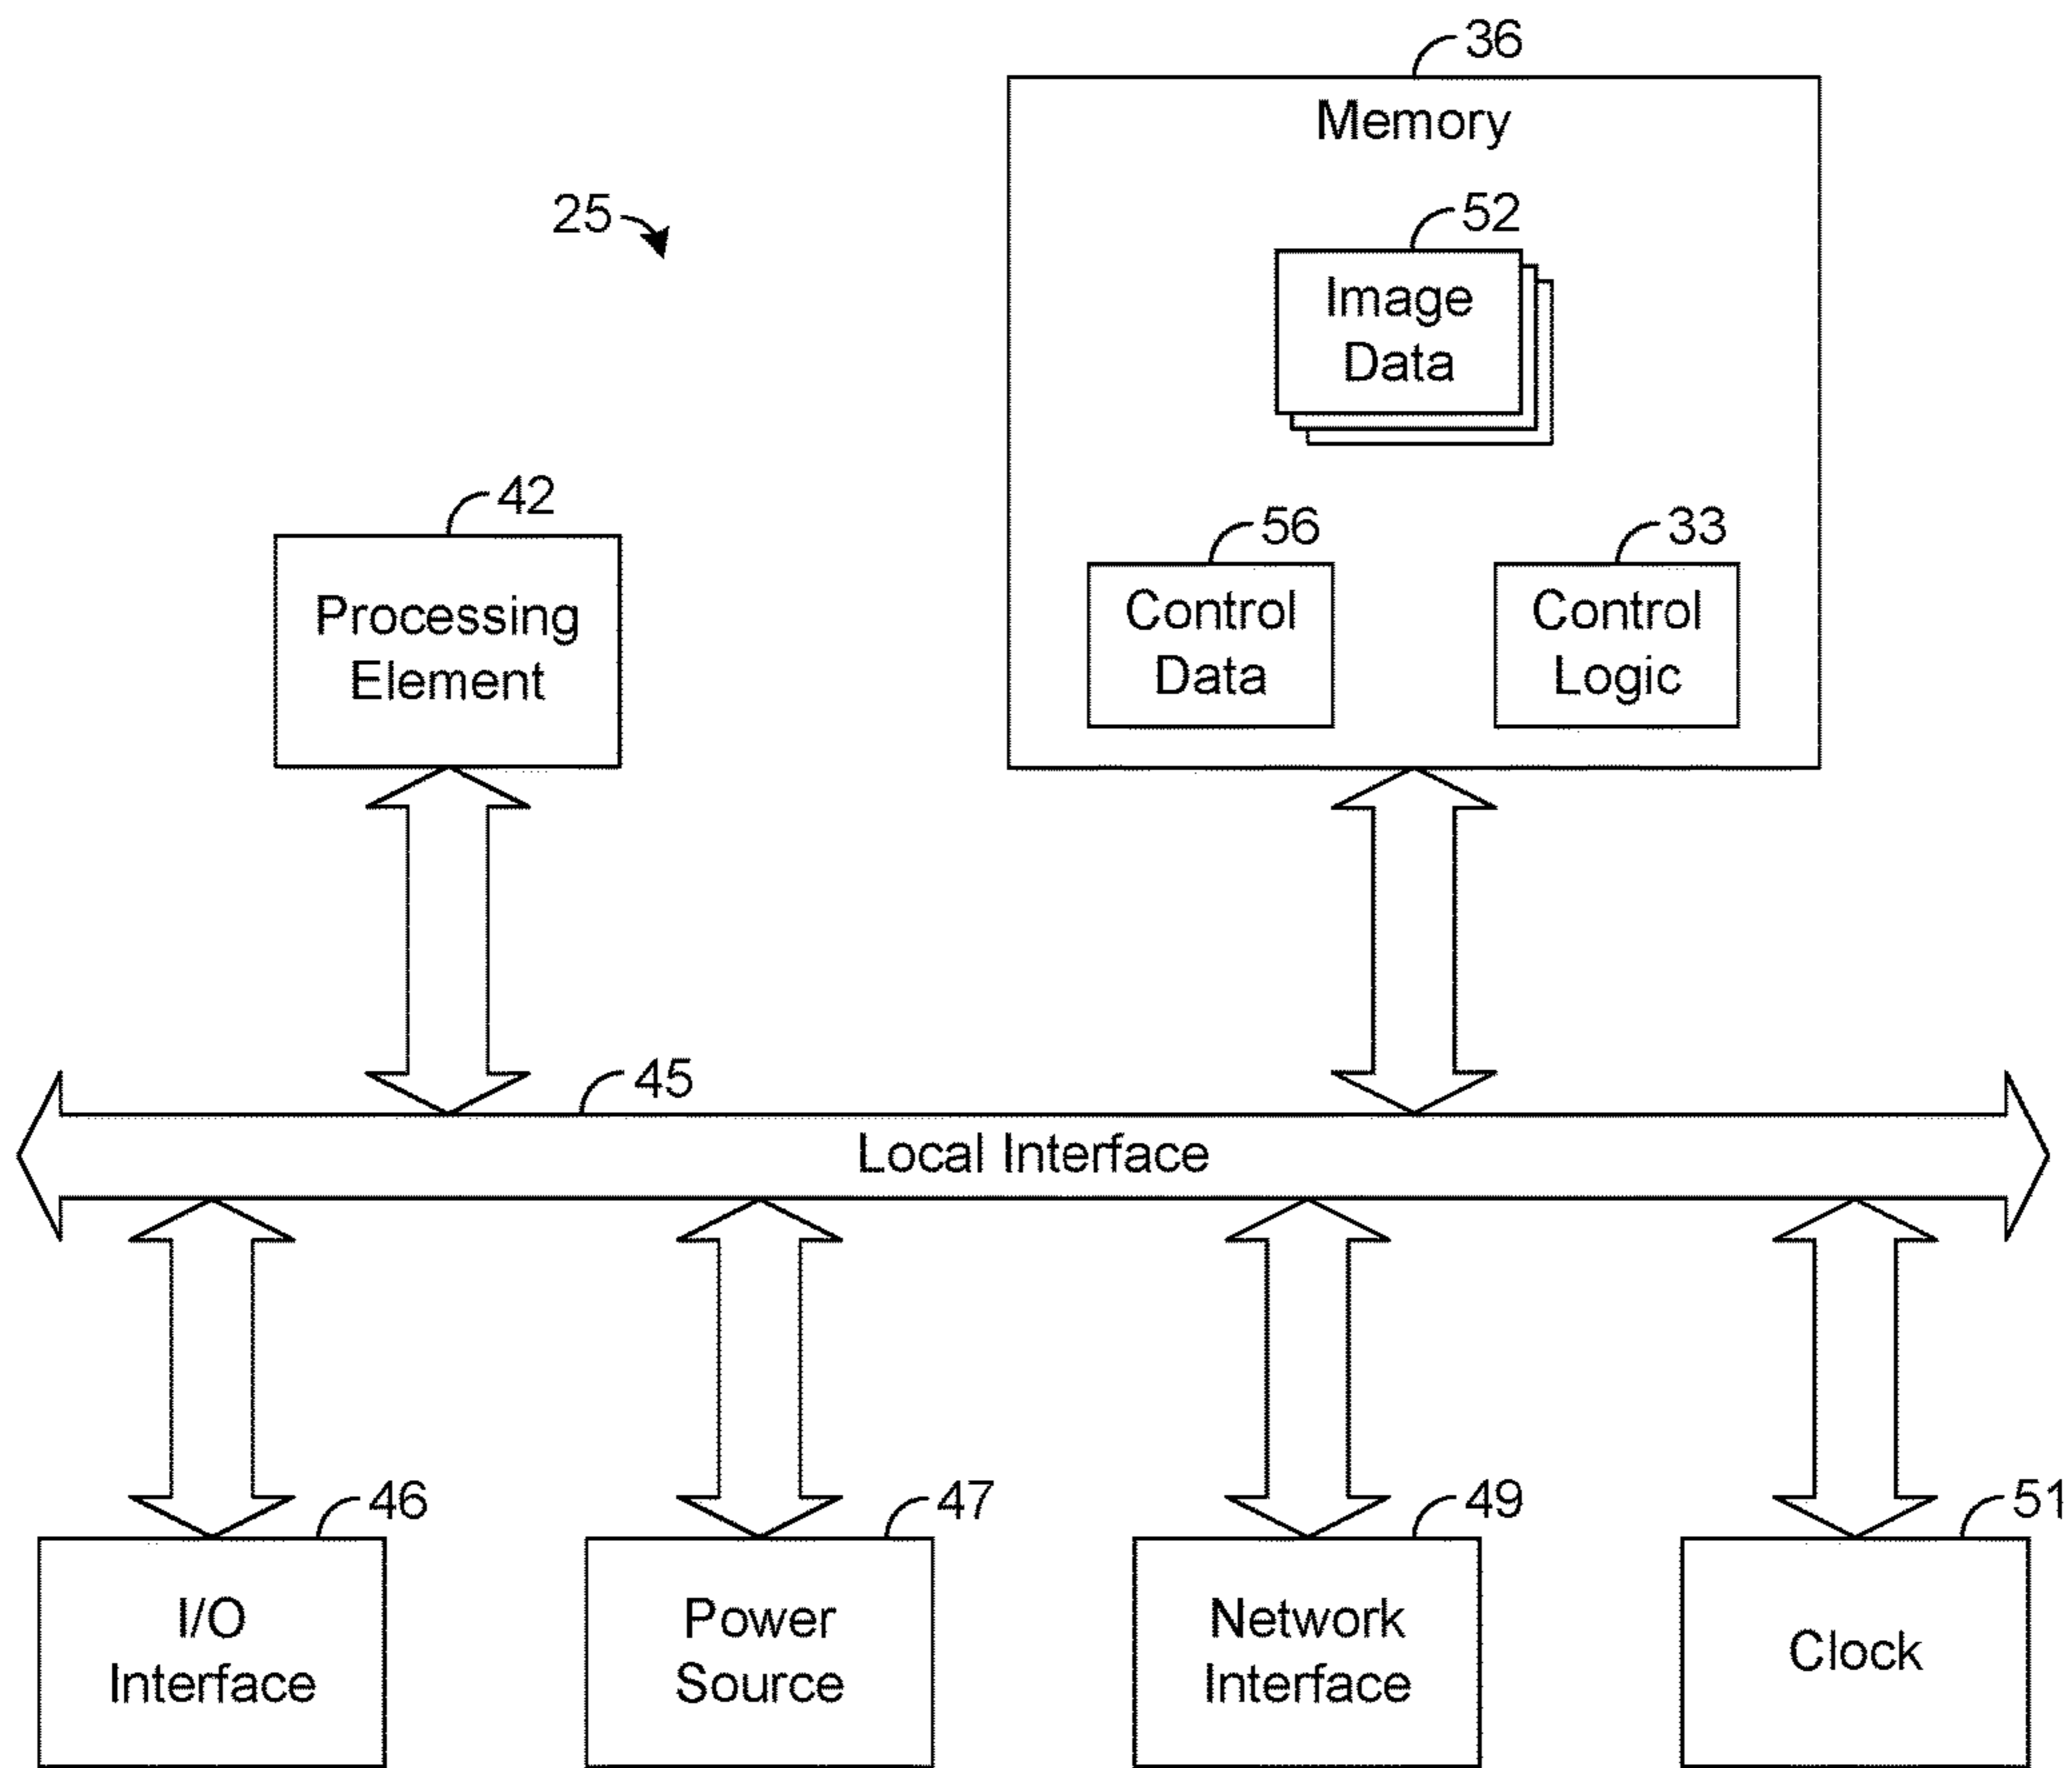 36
Memory
25
52
Image
Data
42
56
33
Processing
Element
Control
Data
Control
Logic
45
Local Interface
46
47
49
51
I/O
Interface
Power
Source
Network
Interface
Clock